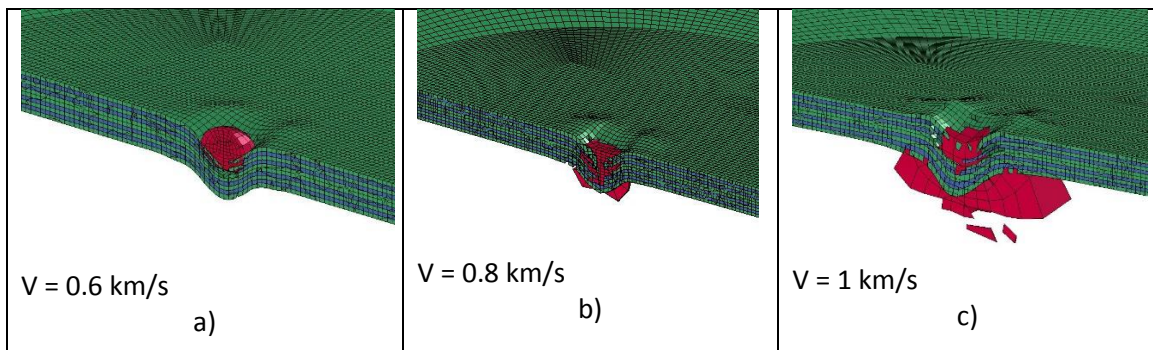 V = 0.6 km/s
a)
V = 0.8 km/s
b)
V = 1 km/s
c)